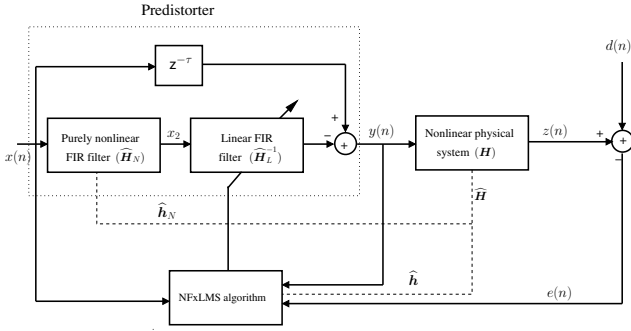 Predistorter
d(n)
z^{-τ}
+
x_2
−
y(n)
z(n)
+
+
+
−
x(n)
Purely nonlinear
FIR filter (Ĥ_N)
Linear FIR
filter (Ĥ_L^{-1})
Nonlinear physical
system (H)
Ĥ
ĥ_N
ĥ
NFxLMS algorithm
e(n)